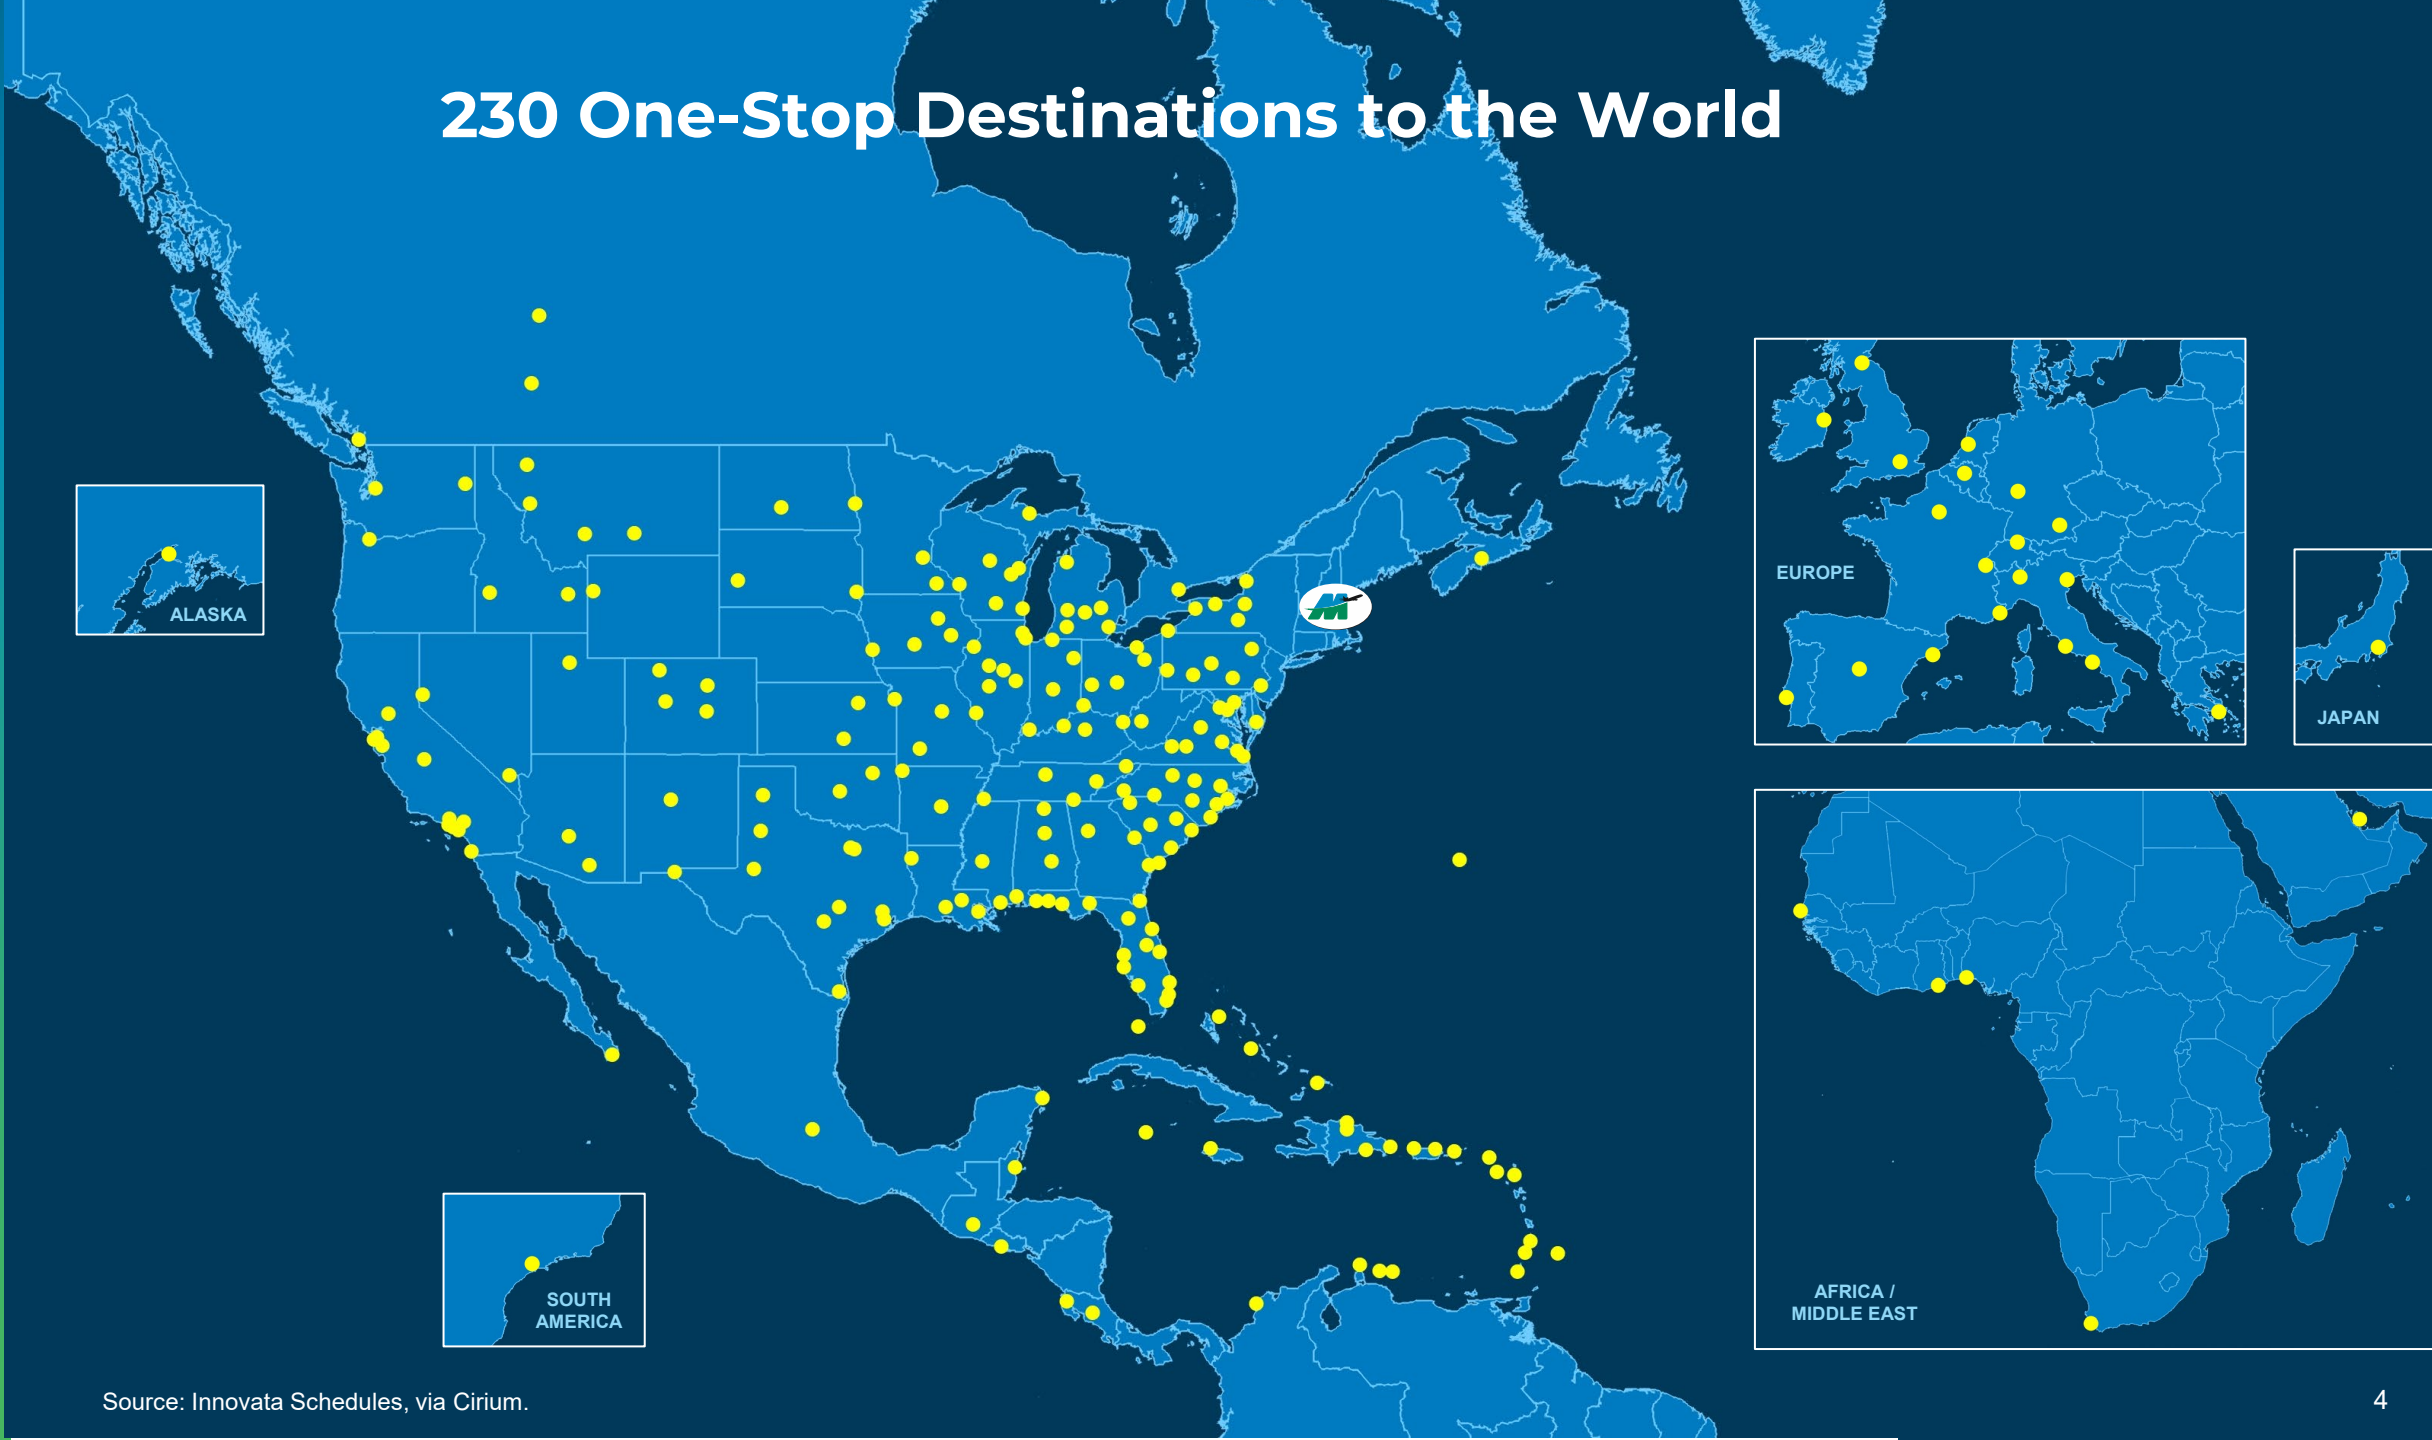 230 One-Stop Destinations to the World
ALASKA
EUROPE
JAPAN
SOUTH
AMERICA
AFRICA /
MIDDLE EAST
Source: Innovata Schedules, via Cirium.
4